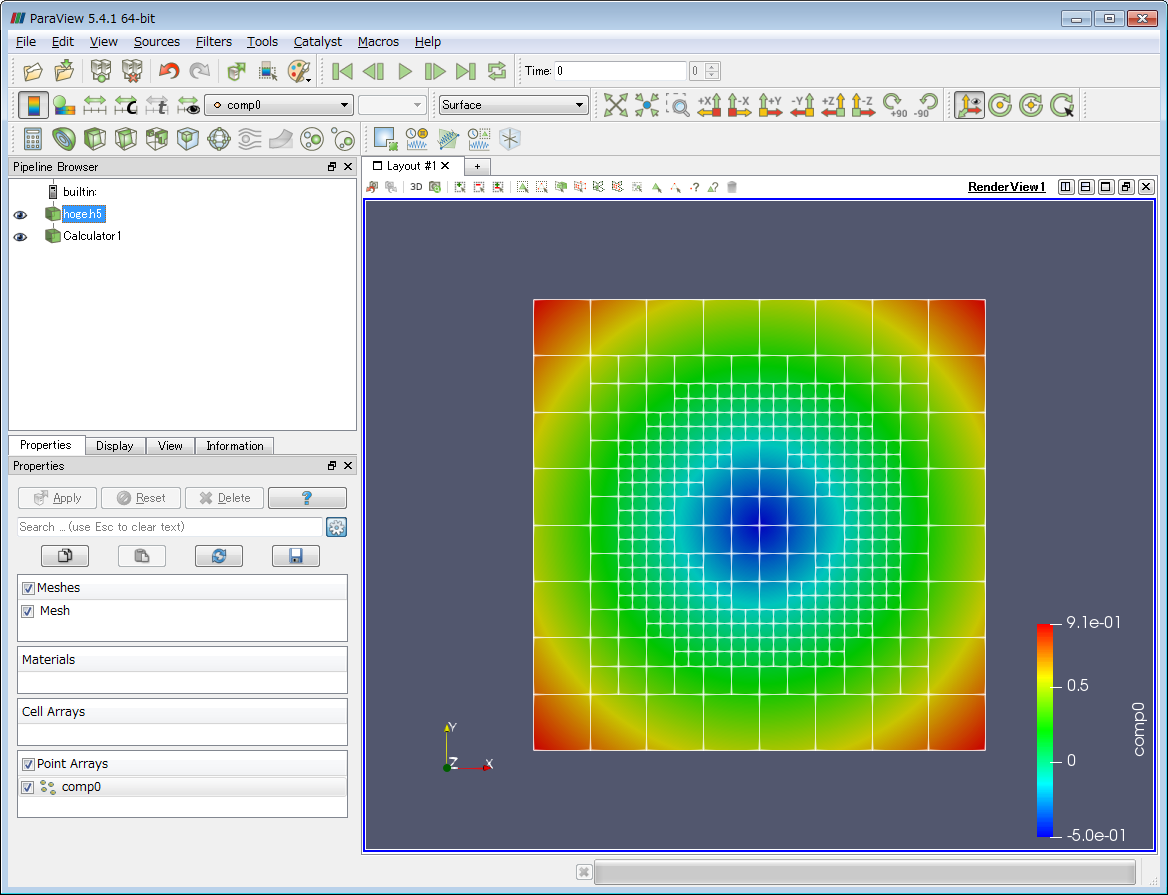 ParaView 5.4.1 64-bit
File Edit View Sources Filters Tools Catalyst Macros Help
Time: 0 0
comp0 Surface +X -X +Y -Y +Z -Z +90 -90
Pipeline Browser
Layout #1 +
builtin:
3D ? RenderView1
hoge.h5
Calculator1
Properties Display View Information
Properties
Apply Reset Delete ?
Search ... (use Esc to clear text)
Meshes
Mesh
Materials
Cell Arrays
Point Arrays
comp0
9.1e-01
0.5
0
-5.0e-01
comp0
Y
Z X